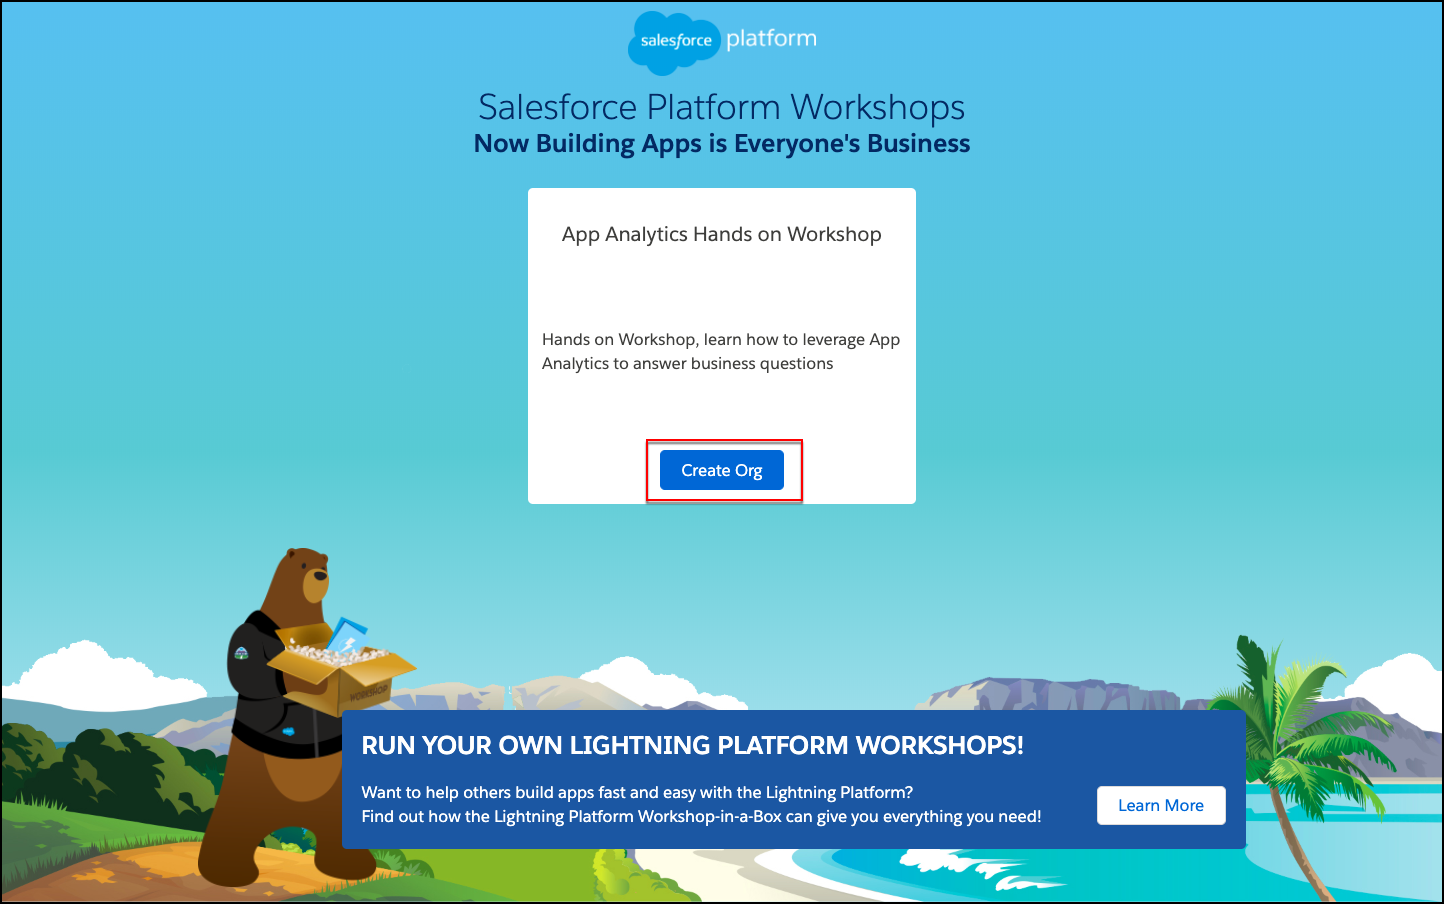 salesforce platform
Salesforce Platform Workshops
Now Building Apps is Everyone's Business
App Analytics Hands on Workshop
Hands on Workshop, learn how to leverage App
Analytics to answer business questions
Create Org
WORKSHOP
RUN YOUR OWN LIGHTNING PLATFORM WORKSHOPS!
Want to help others build apps fast and easy with the Lightning Platform?
Find out how the Lightning Platform Workshop-in-a-Box can give you everything you need!
Learn More